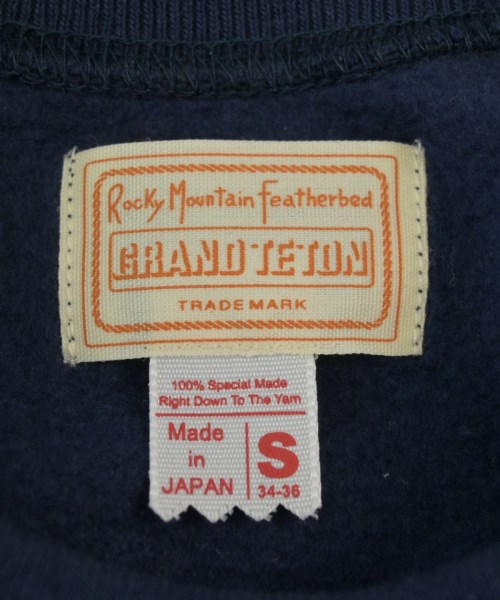 Rocky Mountain Featherbed
GRAND TETON
TRADE MARK
100% Special Made
Right Down To The Yarn
Made
in
JAPAN
S
34-36